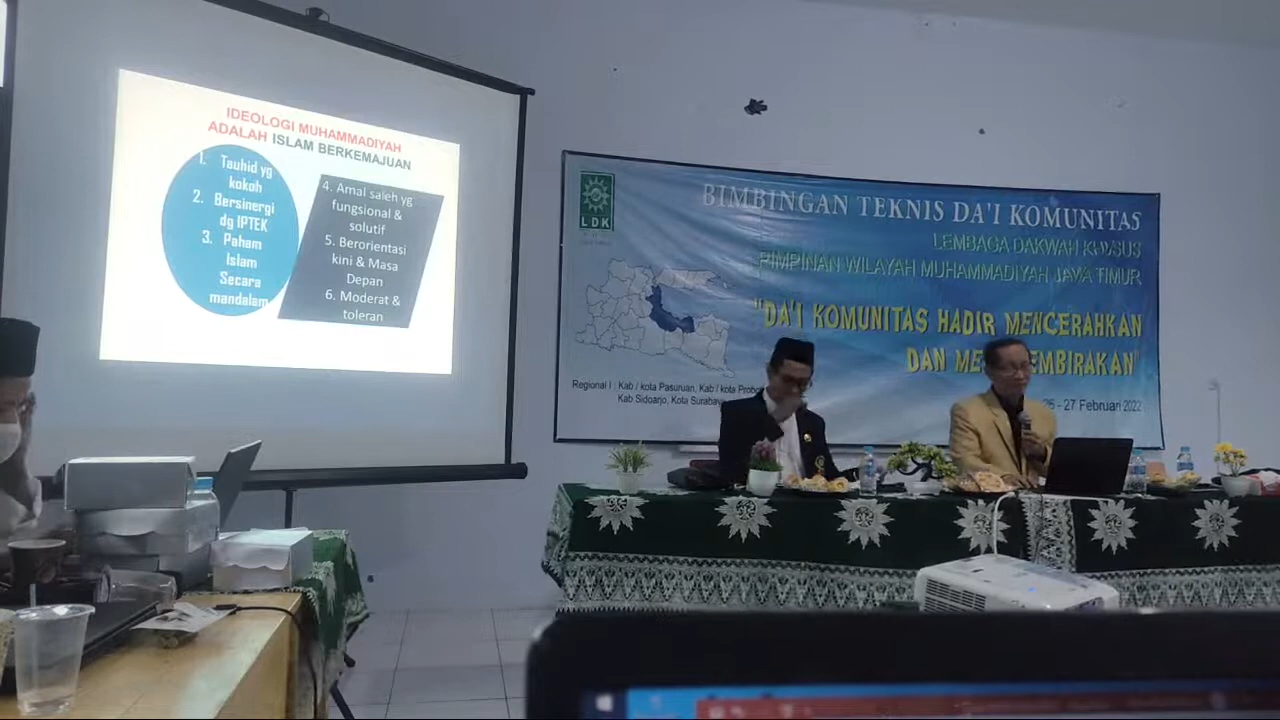 IDEOLOGI MUHAMMADIYAH
ADALAH ISLAM BERKEMAJUAN
1. Tauhid yg
kokoh
2. Bersinergi
dg IPTEK
3. Paham
Islam
Secara
mandalam
4. Amal saleh yg
fungsional &
solutif
5. Berorientasi
kini & Masa
Depan
6. Moderat &
toleran
LDK
BIMBINGAN TEKNIS DA'I KOMUNITAS
LEMBAGA DAKWAH KHUSUS
PIMPINAN WILAYAH MUHAMMADIYAH JAWA TIMUR
"DA'I KOMUNITAS HADIR MENCERAHKAN
DAN EMBIRAKAN"
Regional I : Kab / kota Pasuruan, Kab / kota
Kab Sidoarjo, Kota
- 27 Februari 2022